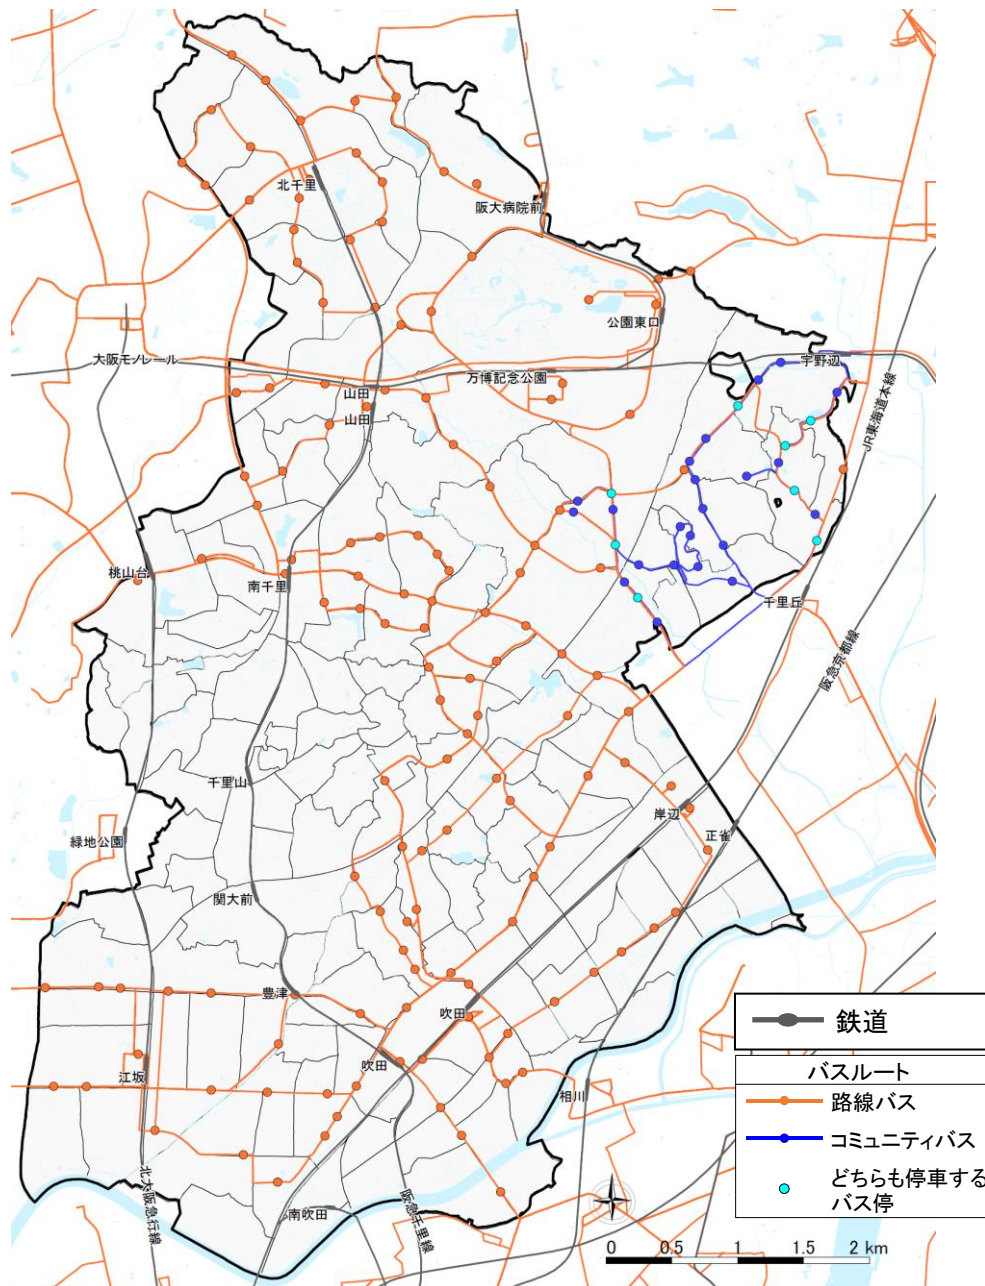 北千里
阪大病院前
公園東口
大阪モノレール
宇野辺
万博記念公園
山田
山田
JR東海道本線
桃山台
南千里
千里丘
阪急京都線
千里山
岸辺
正雀
緑地公園
関大前
豊津
吹田
鉄道
吹田
江坂
相川
バスルート
路線バス
コミュニティバス
どちらも停車する
バス停
北大阪急行線
南吹田
阪急千里線
0 0.5 1 1.5 2 km